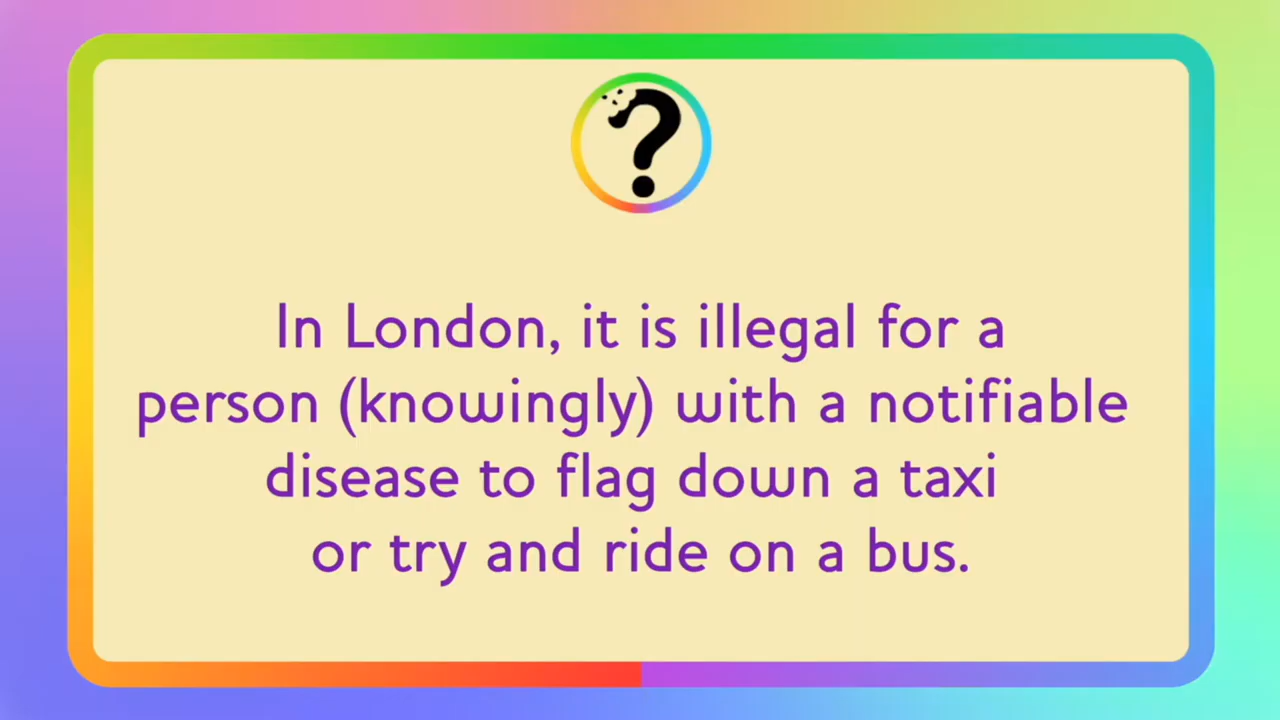 ?
In London, it is illegal for a
person (knowingly) with a notifiable
disease to flag down a taxi
or try and ride on a bus.